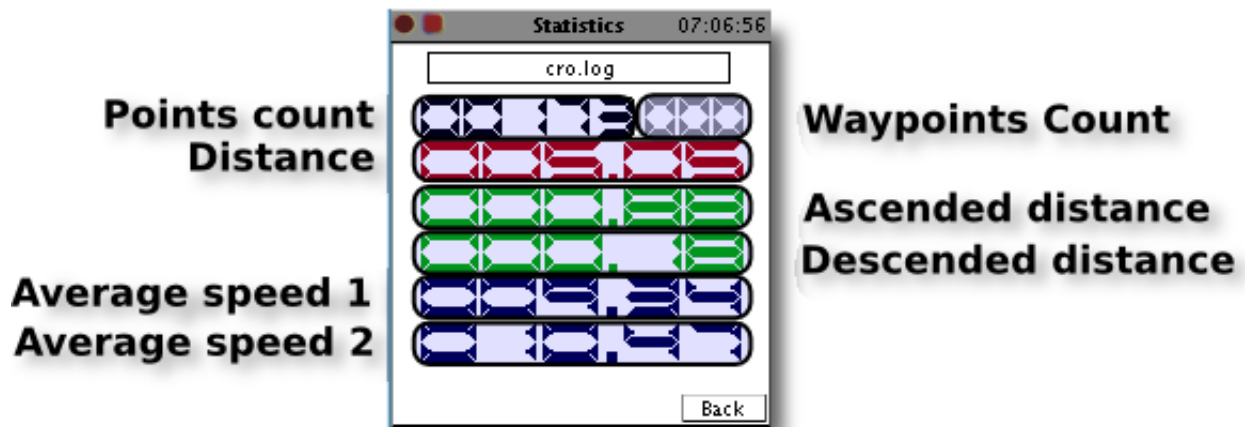 Statistics 07:06:56
cro.log
Points count
Waypoints Count
Distance
Ascended distance
Descended distance
Average speed 1
Average speed 2
Back